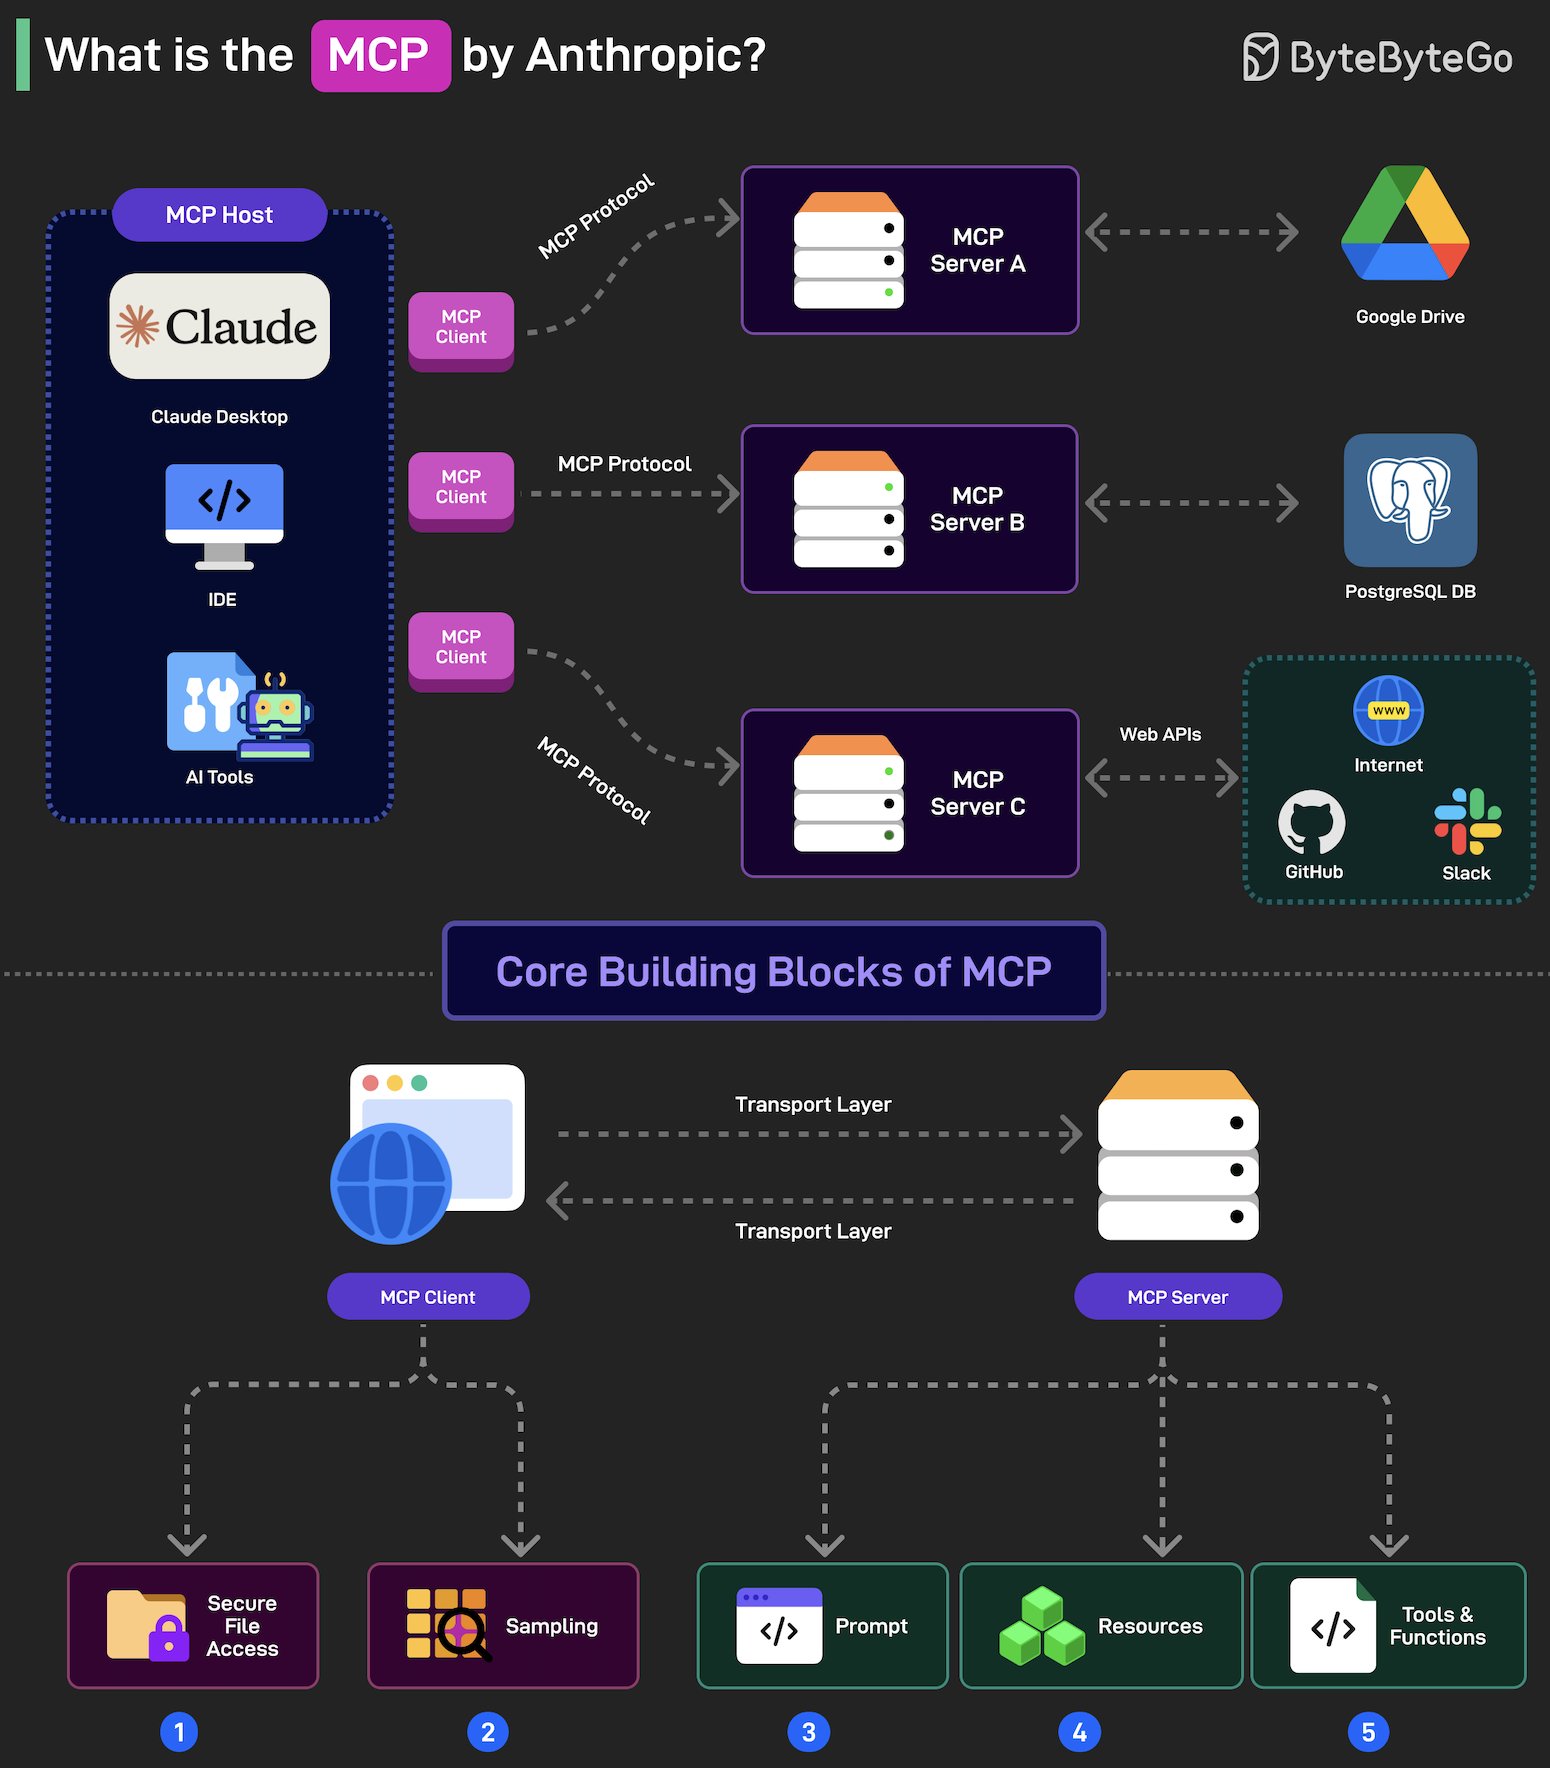 What is the MCP by Anthropic?
ByteByteGo
MCP Host
Claude
Claude Desktop
IDE
AI Tools
MCP
Client
MCP
Client
MCP
Client
MCP Protocol
MCP Protocol
MCP Protocol
MCP
Server A
MCP
Server B
MCP
Server C
Google Drive
PostgreSQL DB
Web APIs
www
Internet
GitHub
Slack
Core Building Blocks of MCP
Transport Layer
Transport Layer
MCP Client
MCP Server
Secure
File
Access
Sampling
</>
Prompt
Resources
</>
Tools &
Functions
1
2
3
4
5